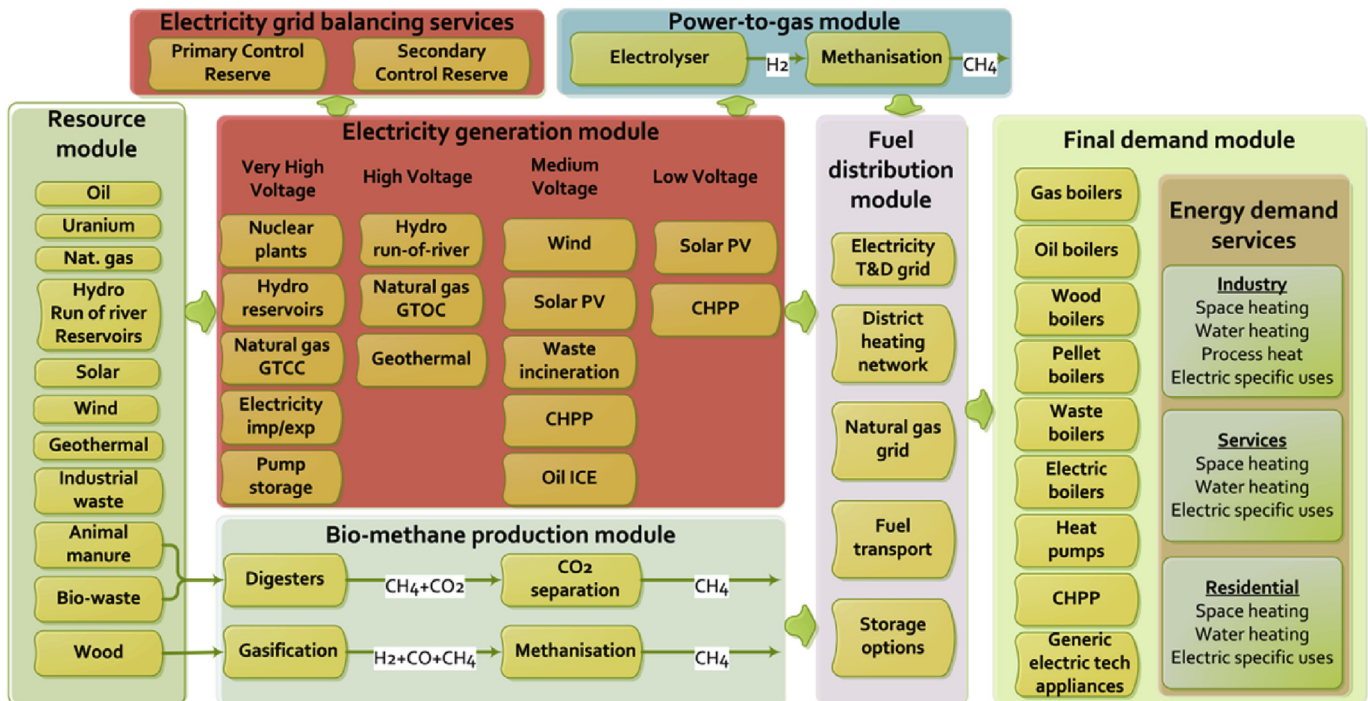 Electricity grid balancing services
Primary Control
Reserve
Secondary
Control Reserve
Power-to-gas module
Electrolyser
H2
Methanisation
CH4
Resource
module
Oil
Uranium
Nat. gas
Hydro
Run of river
Reservoirs
Solar
Wind
Geothermal
Industrial
waste
Animal
manure
Bio-waste
Wood
Electricity generation module
Very High
Voltage
Nuclear
plants
Hydro
reservoirs
Natural gas
GTCC
Electricity
imp/exp
Pump
storage
High Voltage
Hydro
run-of-river
Natural gas
GTOC
Geothermal
Medium
Voltage
Wind
Solar PV
Waste
incineration
CHPP
Oil ICE
Low Voltage
Solar PV
CHPP
Bio-methane production module
Digesters
CH4+CO2
CO2
separation
CH4
Gasification
H2+CO+CH4
Methanisation
CH4
Fuel
distribution
module
Electricity
T&D grid
District
heating
network
Natural gas
grid
Fuel
transport
Storage
options
Final demand module
Gas boilers
Oil boilers
Wood
boilers
Pellet
boilers
Waste
boilers
Electric
boilers
Heat
pumps
CHPP
Generic
electric tech
appliances
Energy demand
services
Industry
Space heating
Water heating
Process heat
Electric specific uses
Services
Space heating
Water heating
Electric specific uses
Residential
Space heating
Water heating
Electric specific uses